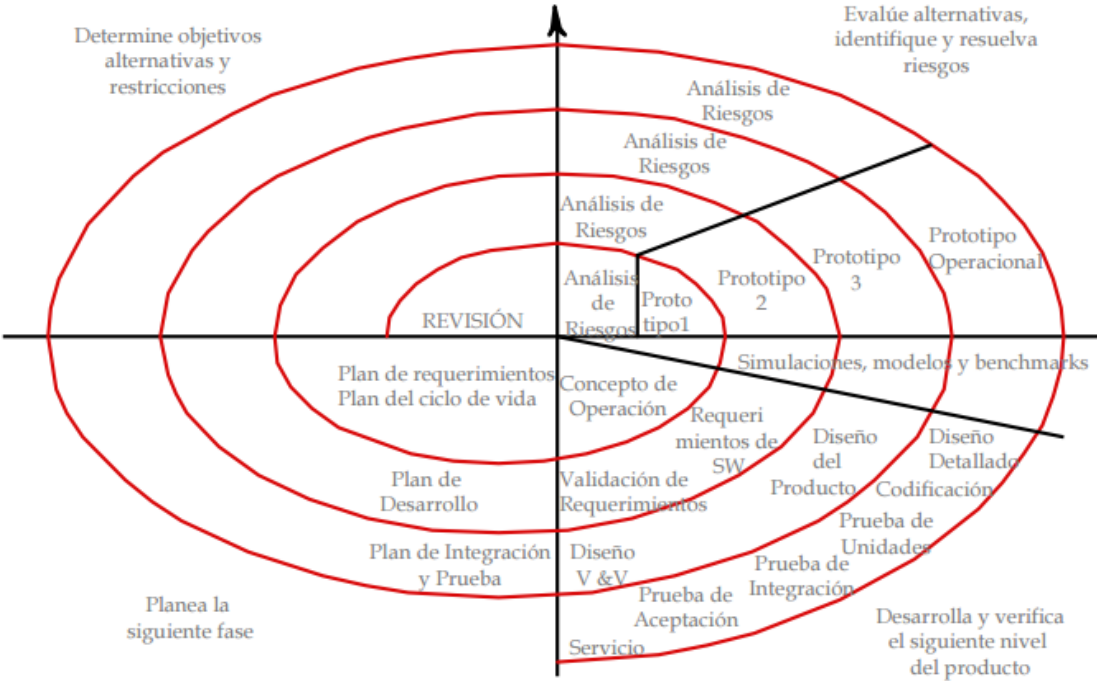 Determine objetivos
alternativas y
restricciones
Evalúe alternativas,
identifique y resuelva
riesgos
Análisis de
Riesgos
Análisis de
Riesgos
Análisis de
Riesgos
Análisis
de
Riesgos
Proto
tipo1
Prototipo
2
Prototipo
3
Prototipo
Operacional
REVISIÓN
Simulaciones, modelos y benchmarks
Plan de requerimientos
Plan del ciclo de vida
Concepto de
Operación
Requeri
mientos de
SW
Diseño
del
Producto
Diseño
Detallado
Codificación
Plan de
Desarrollo
Validación de
Requerimientos
Prueba de
Unidades
Plan de Integración
y Prueba
Diseño
V &V
Prueba de
Integración
Prueba de
Aceptación
Servicio
Planea la
siguiente fase
Desarrolla y verifica
el siguiente nivel
del producto